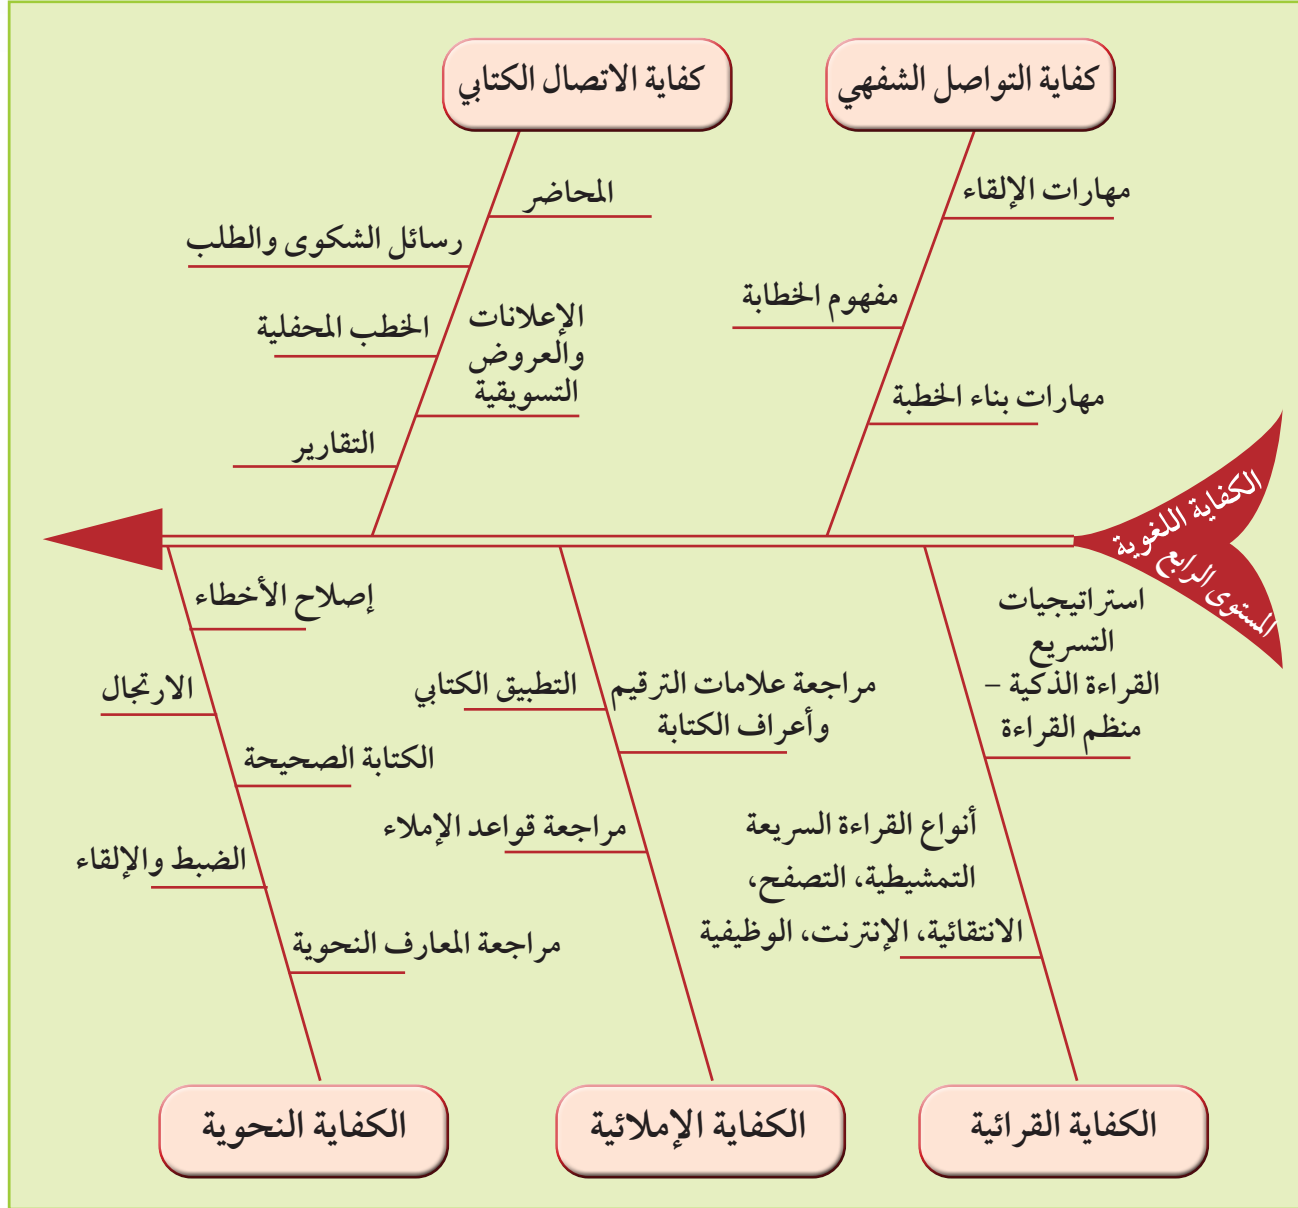 كفاية التواصل الشفهي
مهارات الإلقاء
مفهوم الخطابة
مهارات بناء الخطبة
كفاية الاتصال الكتابي
المحاضر
رسائل الشكوى والطلب
الإعلانات
والعروض
التسويقية
الخطب المحفلية
التقارير
الكفاية اللغوية
المستوى الرابع
استراتيجيات
التسريع
القراءة الذكية –
منظم القراءة
أنواع القراءة السريعة
التمشيطية، التصفح،
الانتقائية، الإنترنت، الوظيفية
الكفاية القرائية
التطبيق الكتابي
مراجعة علامات الترقيم
وأعراف الكتابة
مراجعة قواعد الإملاء
الكفاية الإملائية
إصلاح الأخطاء
الارتجال
الكتابة الصحيحة
الضبط والإلقاء
مراجعة المعارف النحوية
الكفاية النحوية